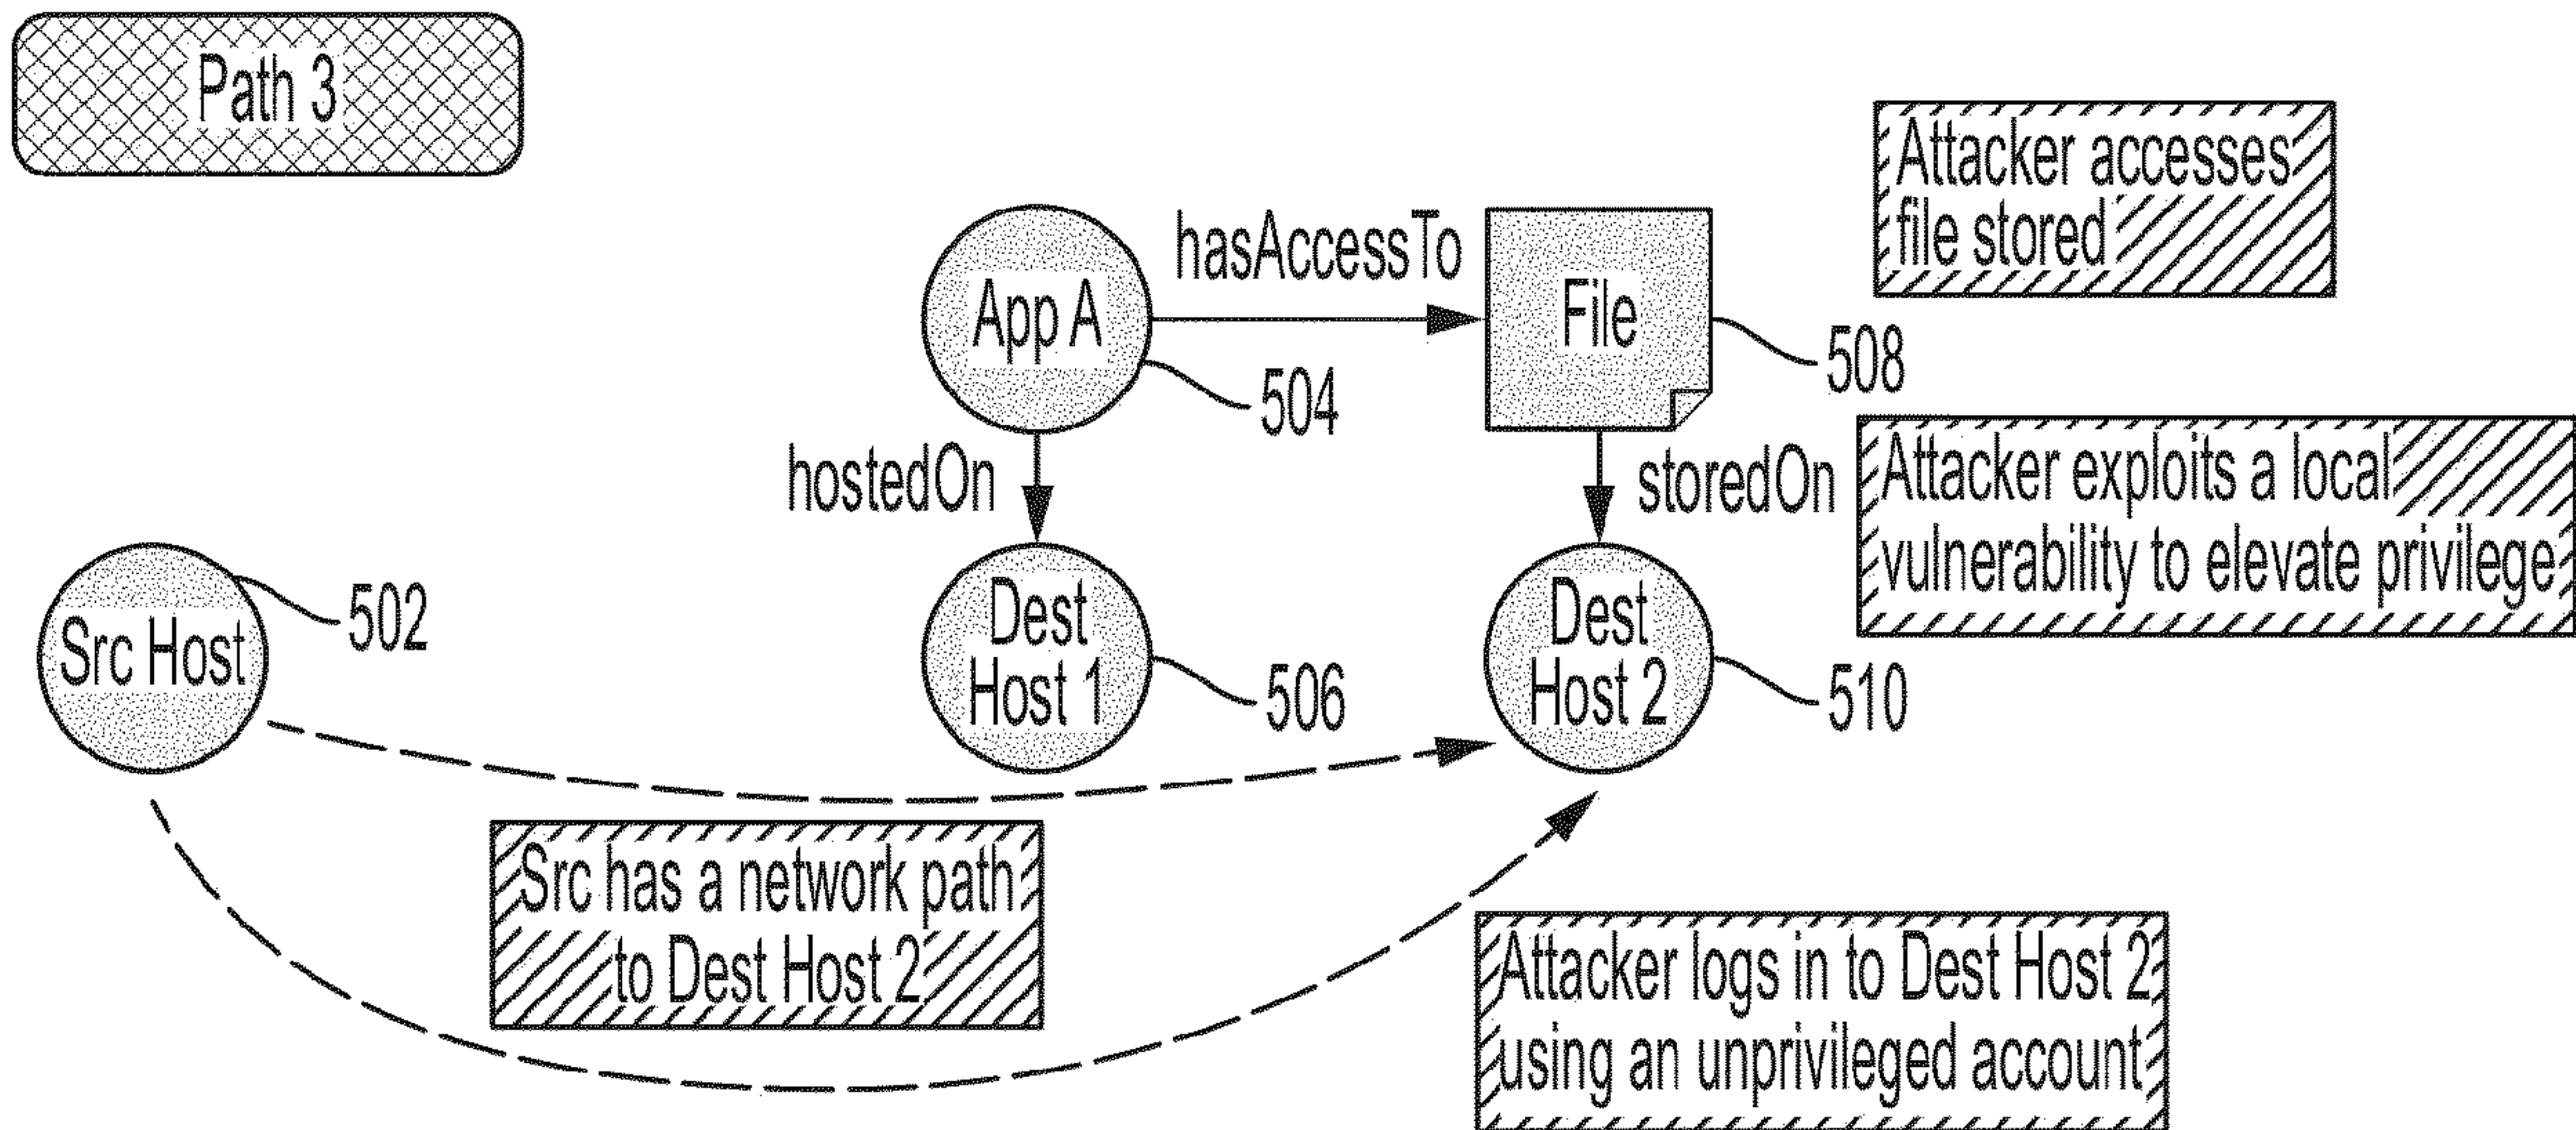 Path 3
Attacker accesses
file stored
hasAccessTo
App A
File
508
504
hostedOn
storedOn
Attacker exploits a local
vulnerability to elevate privilege
Src Host
502
Dest
Host 1
506
Dest
Host 2
510
Src has a network path
to Dest Host 2
Attacker logs in to Dest Host 2
using an unprivileged account